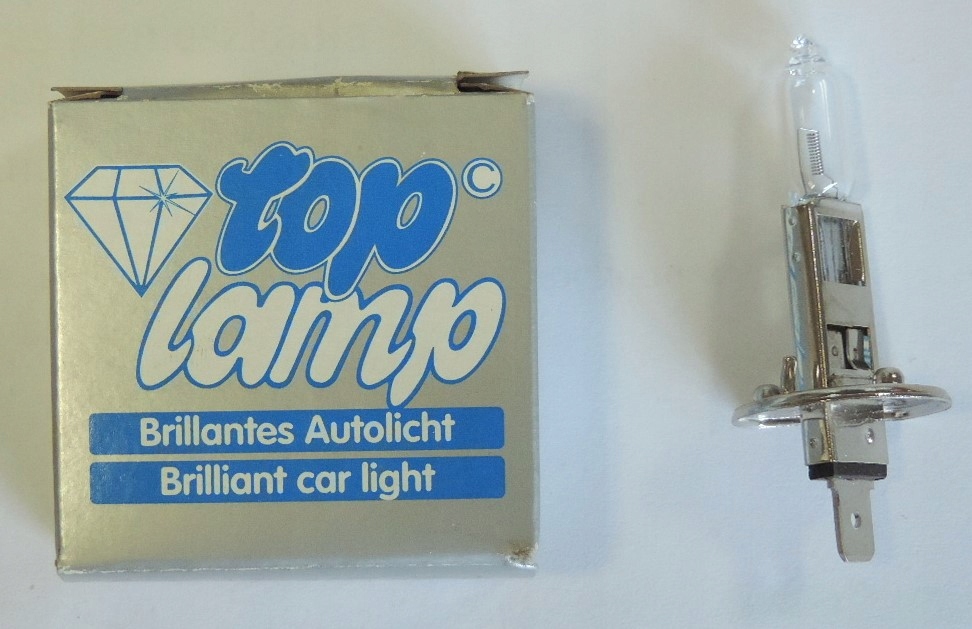 top ©
lamp
Brillantes Autolicht
Brilliant car light